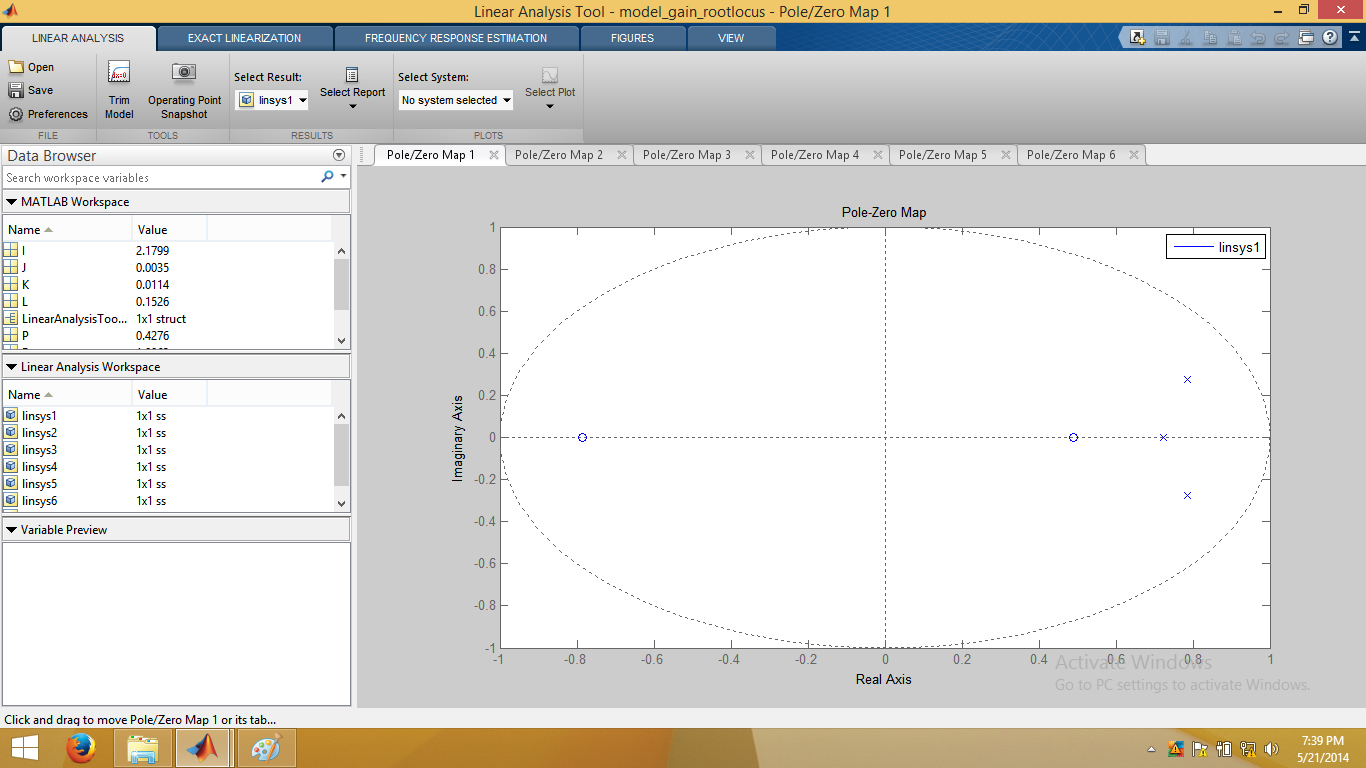 Linear Analysis Tool - model_gain_rootlocus - Pole/Zero Map 1
LINEAR ANALYSIS EXACT LINEARIZATION FREQUENCY RESPONSE ESTIMATION FIGURES VIEW
Open
Save
Preferences
FILE
Trim
Model
Operating Point
Snapshot
TOOLS
Select Result:
linsys1
Select Report
RESULTS
Select System:
No system selected
Select Plot
PLOTS
Data Browser
Search workspace variables
MATLAB Workspace
Name Value
I 2.1799
J 0.0035
K 0.0114
L 0.1526
LinearAnalysisToo... 1x1 struct
P 0.4276
Linear Analysis Workspace
Name Value
linsys1 1x1 ss
linsys2 1x1 ss
linsys3 1x1 ss
linsys4 1x1 ss
linsys5 1x1 ss
linsys6 1x1 ss
Variable Preview
Pole/Zero Map 1 Pole/Zero Map 2 Pole/Zero Map 3 Pole/Zero Map 4 Pole/Zero Map 5 Pole/Zero Map 6
Pole-Zero Map
linsys1
Imaginary Axis
1
0.8
0.6
0.4
0.2
0
-0.2
-0.4
-0.6
-0.8
-1
-1 -0.8 -0.6 -0.4 -0.2 0 0.2 0.4 0.6 0.8 1
Real Axis
Activate Windows
Go to PC settings to activate Windows.
Click and drag to move Pole/Zero Map 1 or its tab...
7:39 PM
5/21/2014